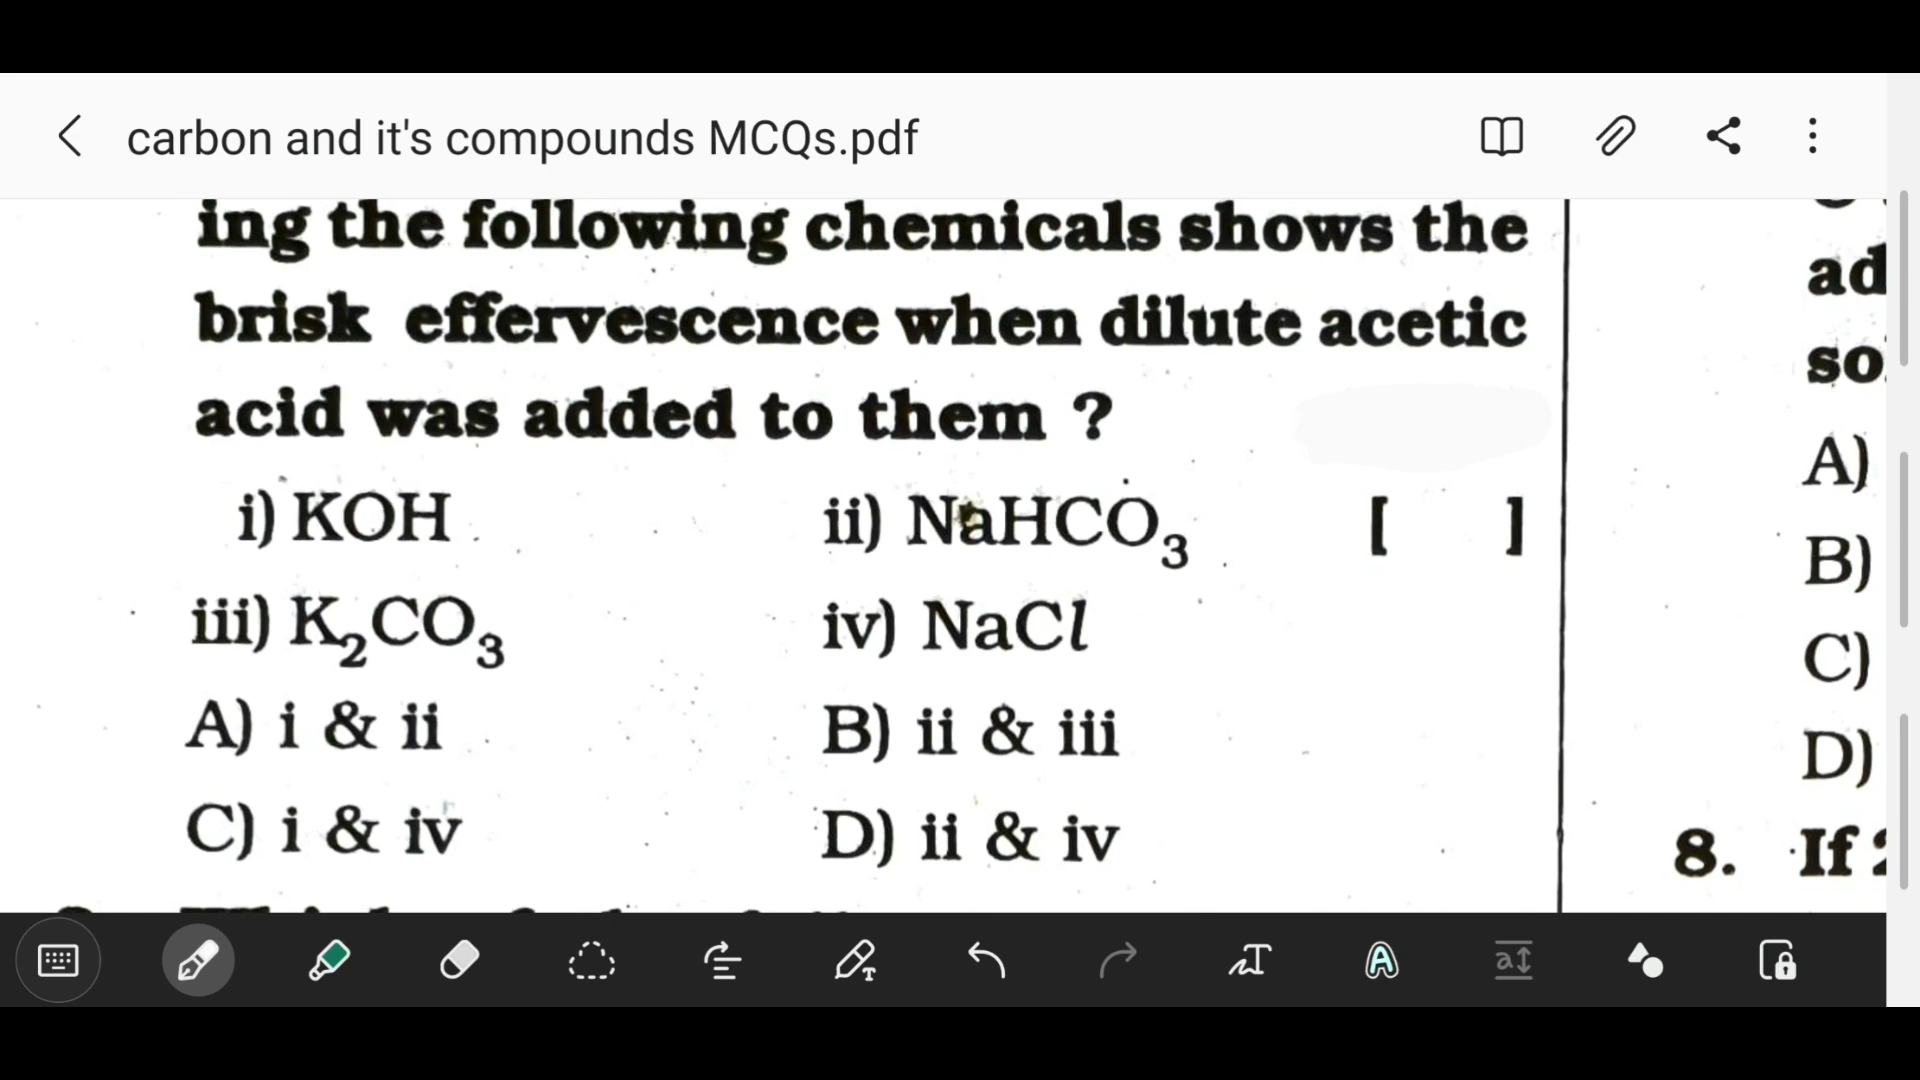 carbon and it's compounds MCQs.pdf
ing the following chemicals shows the
brisk effervescence when dilute acetic
acid was added to them ?
i) KOH ii) NaHCO₃ [ ]
iii) K₂CO₃ iv) NaCl
A) i & ii B) ii & iii
C) i & iv D) ii & iv
ad
so
A)
B)
C)
D)
8. If